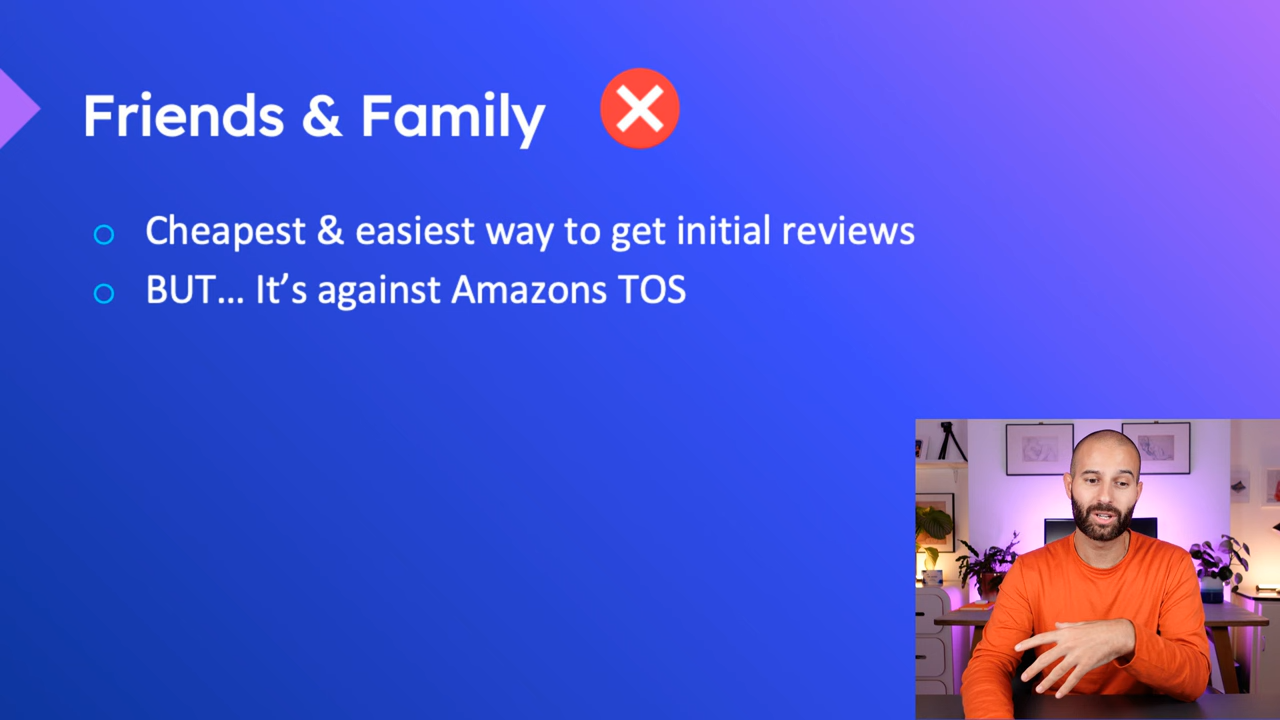 Friends & Family
Cheapest & easiest way to get initial reviews
BUT... It’s against Amazons TOS